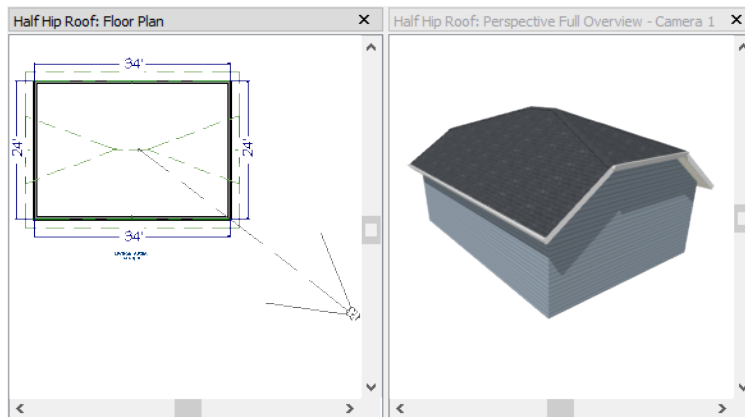 Half Hip Roof: Floor Plan
Half Hip Roof: Perspective Full Overview - Camera 1
34'
24'
24'
34'